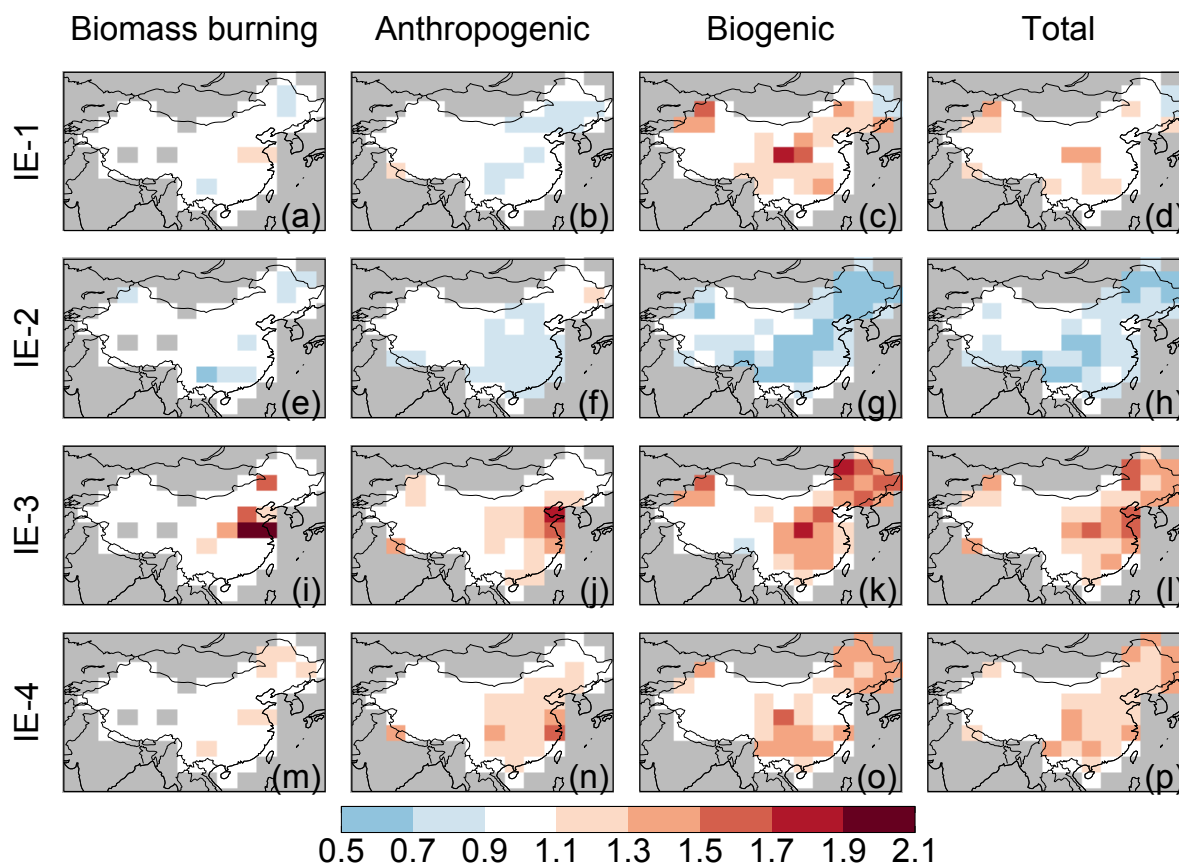 Biomass burning Anthropogenic Biogenic Total
IE-1
(a) (b) (c) (d)
IE-2
(e) (f) (g) (h)
IE-3
(i) (j) (k) (l)
IE-4
(m) (n) (o) (p)
0.5 0.7 0.9 1.1 1.3 1.5 1.7 1.9 2.1